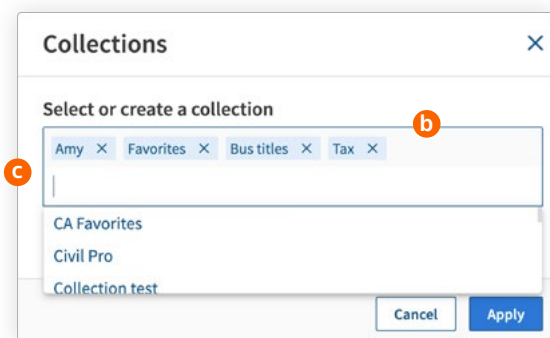 Collections
Select or create a collection
b
Amy × Favorites × Bus titles × Tax ×
c
CA Favorites
Civil Pro
Collection test
Cancel Apply